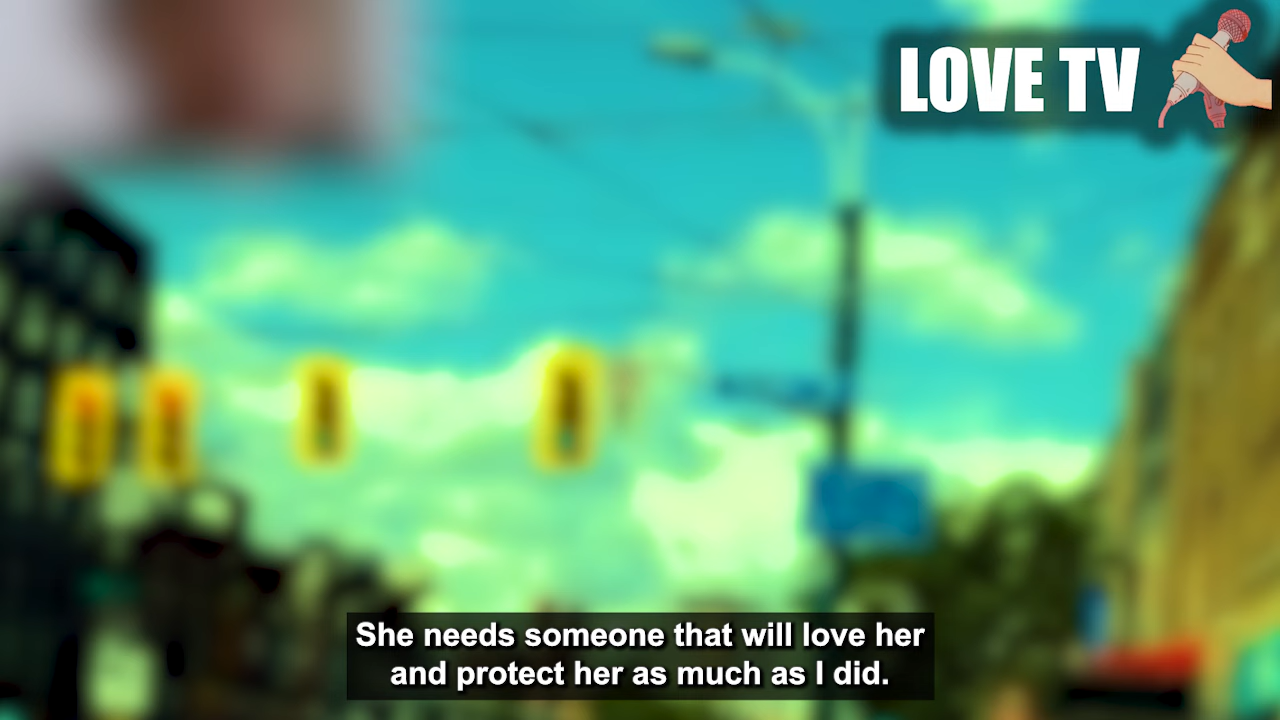 LOVE TV
She needs someone that will love her
and protect her as much as I did.